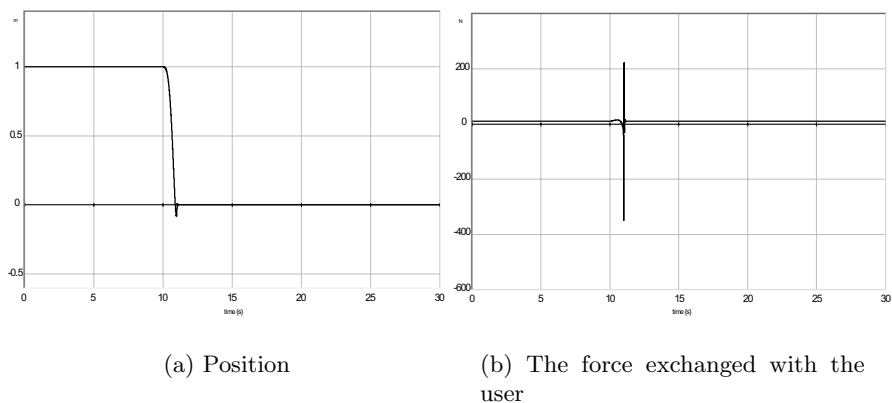 m
1
0.5
0
-0.5
0 5 10 15 20 25 30
time {s}
N
200
0
-200
-400
-600
0 5 10 15 20 25 30
time {s}
(a) Position
(b) The force exchanged with the
user